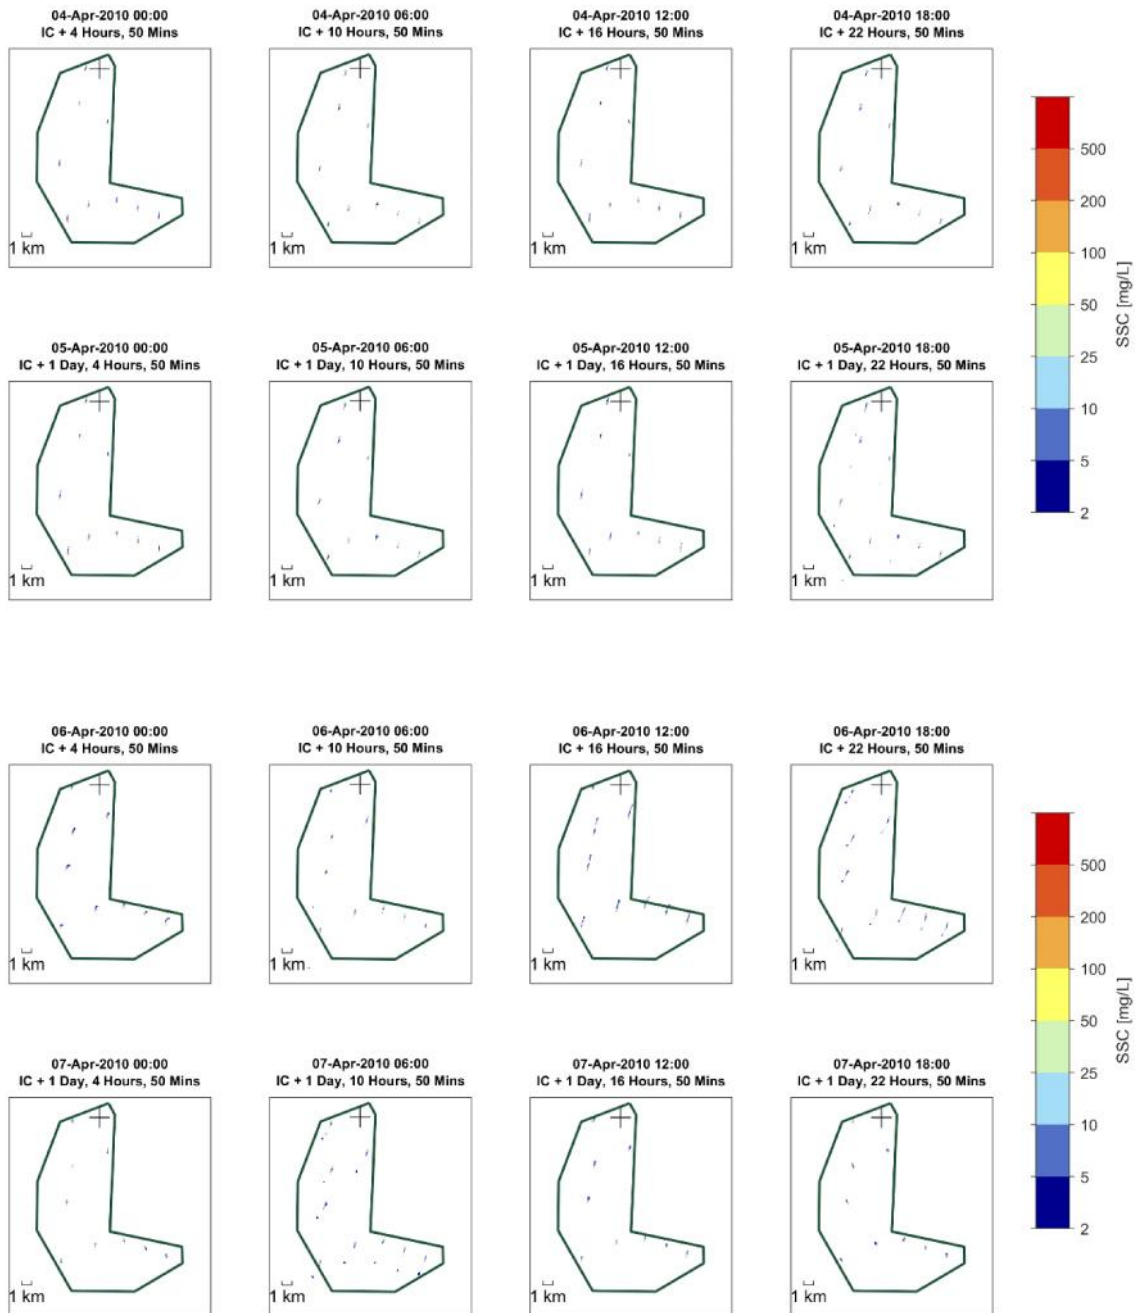 04-Apr-2010 00:00
IC + 4 Hours, 50 Mins
1 km
04-Apr-2010 06:00
IC + 10 Hours, 50 Mins
1 km
04-Apr-2010 12:00
IC + 16 Hours, 50 Mins
1 km
04-Apr-2010 18:00
IC + 22 Hours, 50 Mins
1 km
500
200
100
50
25
10
5
2
SSC [mg/L]
05-Apr-2010 00:00
IC + 1 Day, 4 Hours, 50 Mins
1 km
05-Apr-2010 06:00
IC + 1 Day, 10 Hours, 50 Mins
1 km
05-Apr-2010 12:00
IC + 1 Day, 16 Hours, 50 Mins
1 km
05-Apr-2010 18:00
IC + 1 Day, 22 Hours, 50 Mins
1 km
06-Apr-2010 00:00
IC + 4 Hours, 50 Mins
1 km
06-Apr-2010 06:00
IC + 10 Hours, 50 Mins
1 km
06-Apr-2010 12:00
IC + 16 Hours, 50 Mins
1 km
06-Apr-2010 18:00
IC + 22 Hours, 50 Mins
1 km
500
200
100
50
25
10
5
2
SSC [mg/L]
07-Apr-2010 00:00
IC + 1 Day, 4 Hours, 50 Mins
1 km
07-Apr-2010 06:00
IC + 1 Day, 10 Hours, 50 Mins
1 km
07-Apr-2010 12:00
IC + 1 Day, 16 Hours, 50 Mins
1 km
07-Apr-2010 18:00
IC + 1 Day, 22 Hours, 50 Mins
1 km